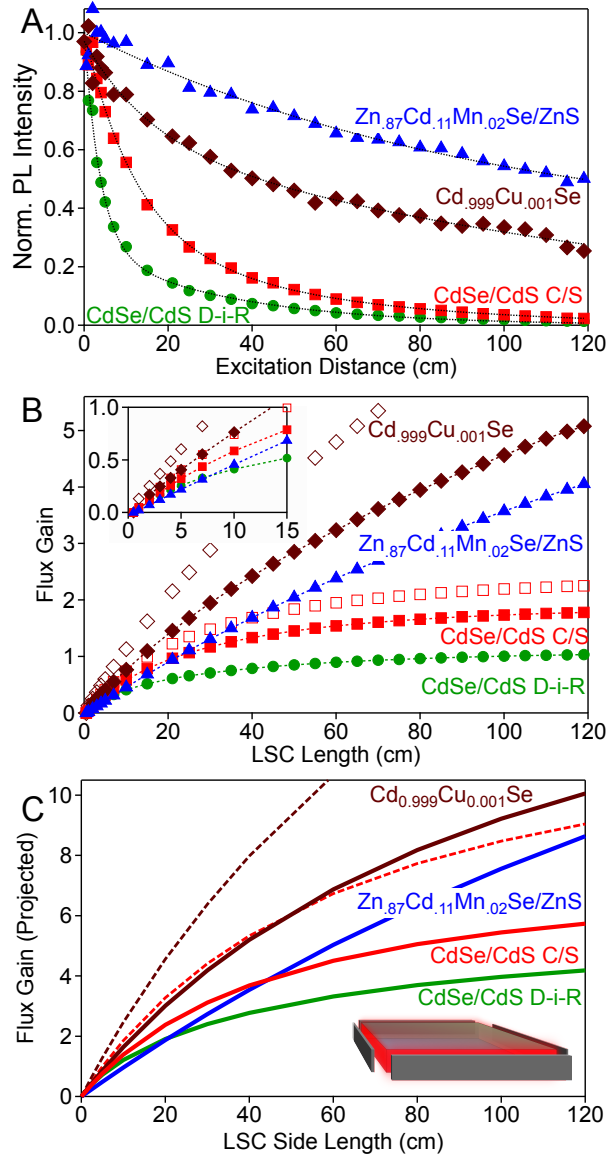 A
1.0
0.8
0.6
0.4
0.2
0.0
Norm. PL Intensity
Zn.87Cd.11Mn.02Se/ZnS
Cd.999Cu.001Se
CdSe/CdS C/S
CdSe/CdS D-i-R
0 20 40 60 80 100 120
Excitation Distance (cm)
B
5
4
3
2
1
0
Flux Gain
1.0
0.5
0.0
0 5 10 15
Cd.999Cu.001Se
Zn.87Cd.11Mn.02Se/ZnS
CdSe/CdS C/S
CdSe/CdS D-i-R
0 20 40 60 80 100 120
LSC Length (cm)
C
10
8
6
4
2
0
Flux Gain (Projected)
Cd0.999Cu0.001Se
Zn.87Cd.11Mn.02Se/ZnS
CdSe/CdS C/S
CdSe/CdS D-i-R
0 20 40 60 80 100 120
LSC Side Length (cm)